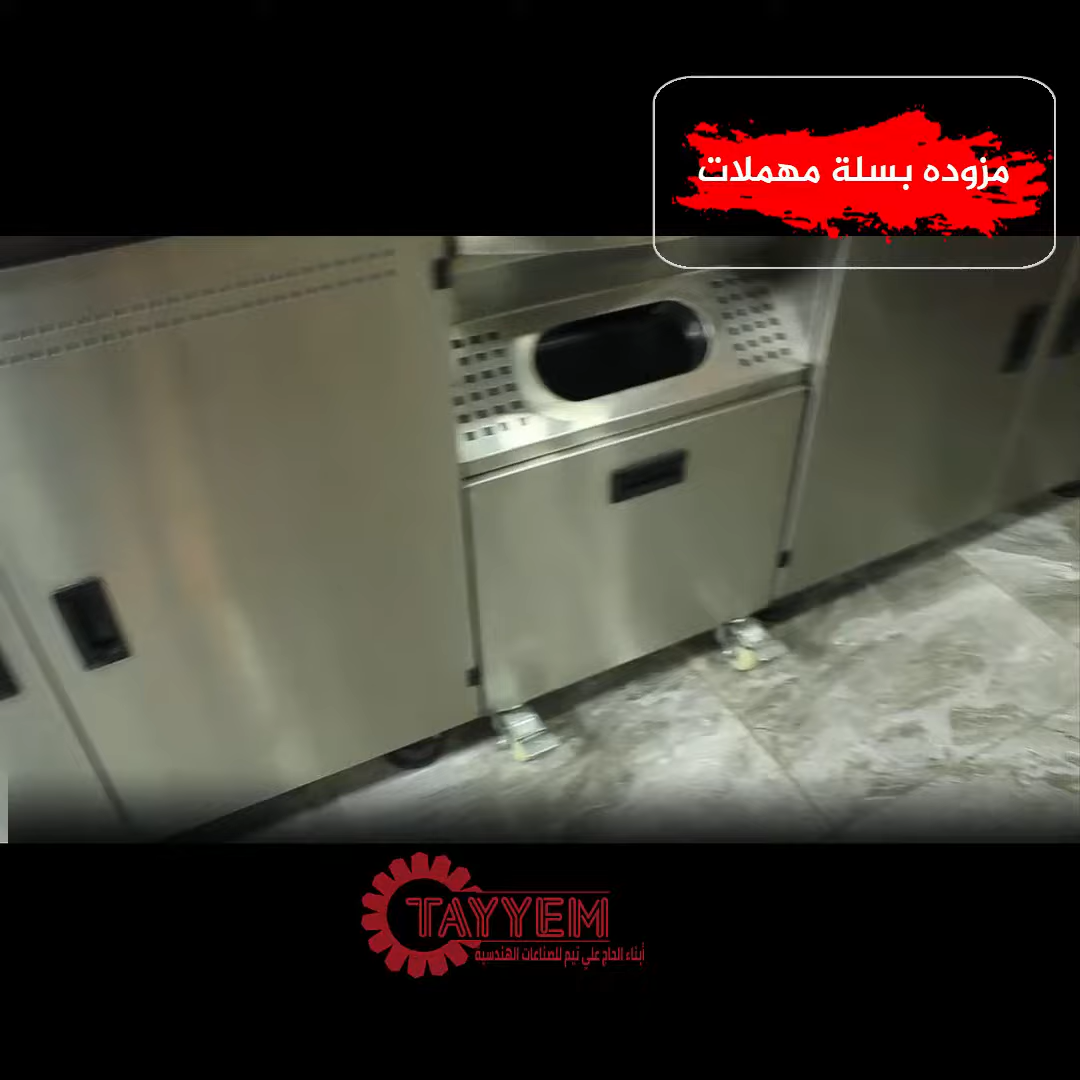 مزوده بسلة مهملات
TAYYEM
أبناء الحاج علي تيم للصناعات الهندسية